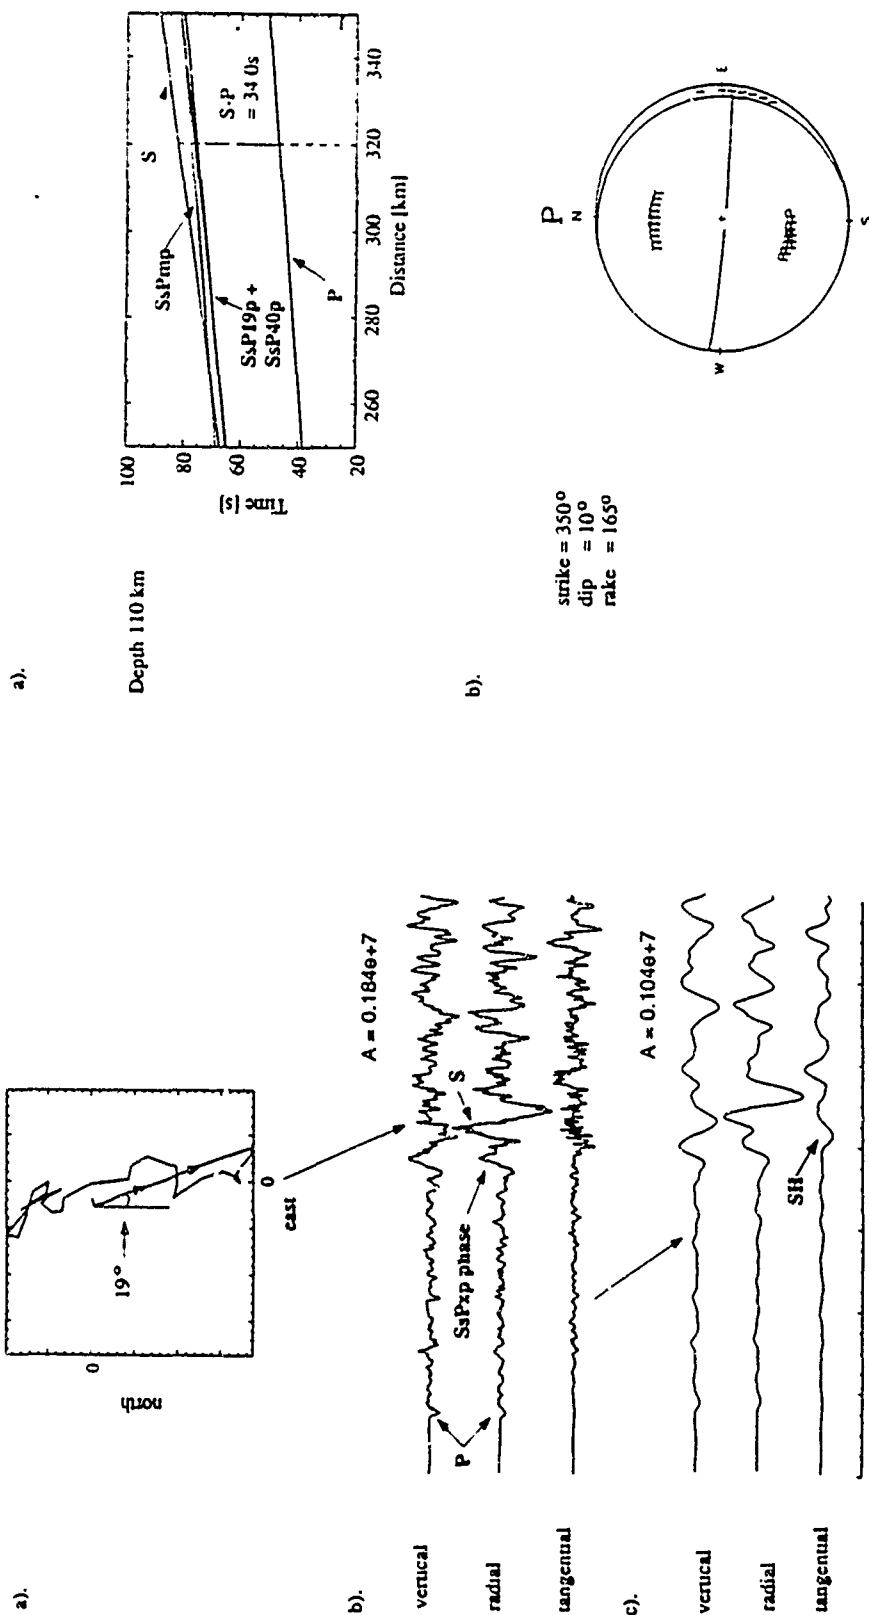 a).
north
0
19°
0
east
b).
A = 0.184e+7
vertical
radial
tangential
P
SsPxp phase
S
c).
A = 0.104e+7
vertical
radial
tangential
SH
a).
Depth 110 km
Time [s]
100
80
60
40
20
S
SsPmp
SsP19p +
SsP40p
P
S-P
= 34 0s
260
280
300
320
340
Distance [km]
b).
strike = 350°
dip = 10°
rake = 165°
P
N
W
E
S